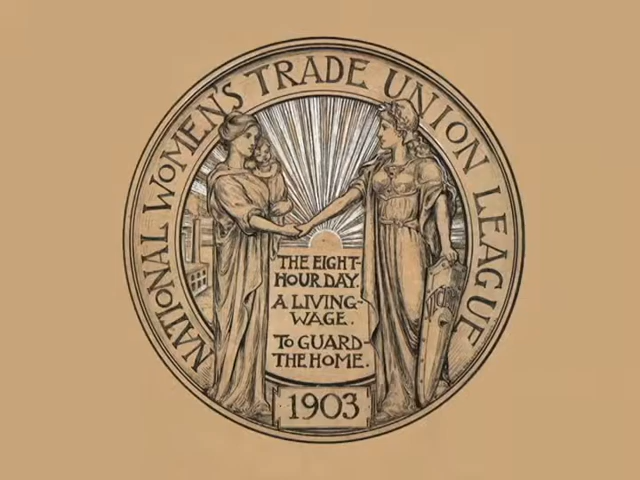 NATIONAL WOMEN'S TRADE UNION LEAGUE
THE EIGHT-
HOUR DAY.
A LIVING-
WAGE.
TO GUARD-
THE HOME.
1903